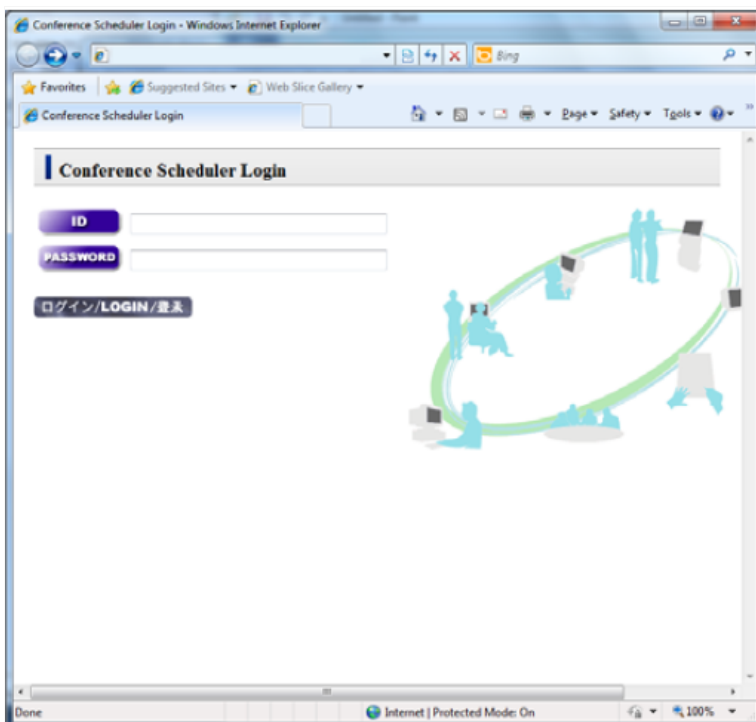 Conference Scheduler Login - Windows Internet Explorer
Bing
Favorites Suggested Sites Web Slice Gallery
Conference Scheduler Login Page Safety Tools
Conference Scheduler Login
ID
PASSWORD
ログイン/LOGIN/登录
Done Internet | Protected Mode: On 100%